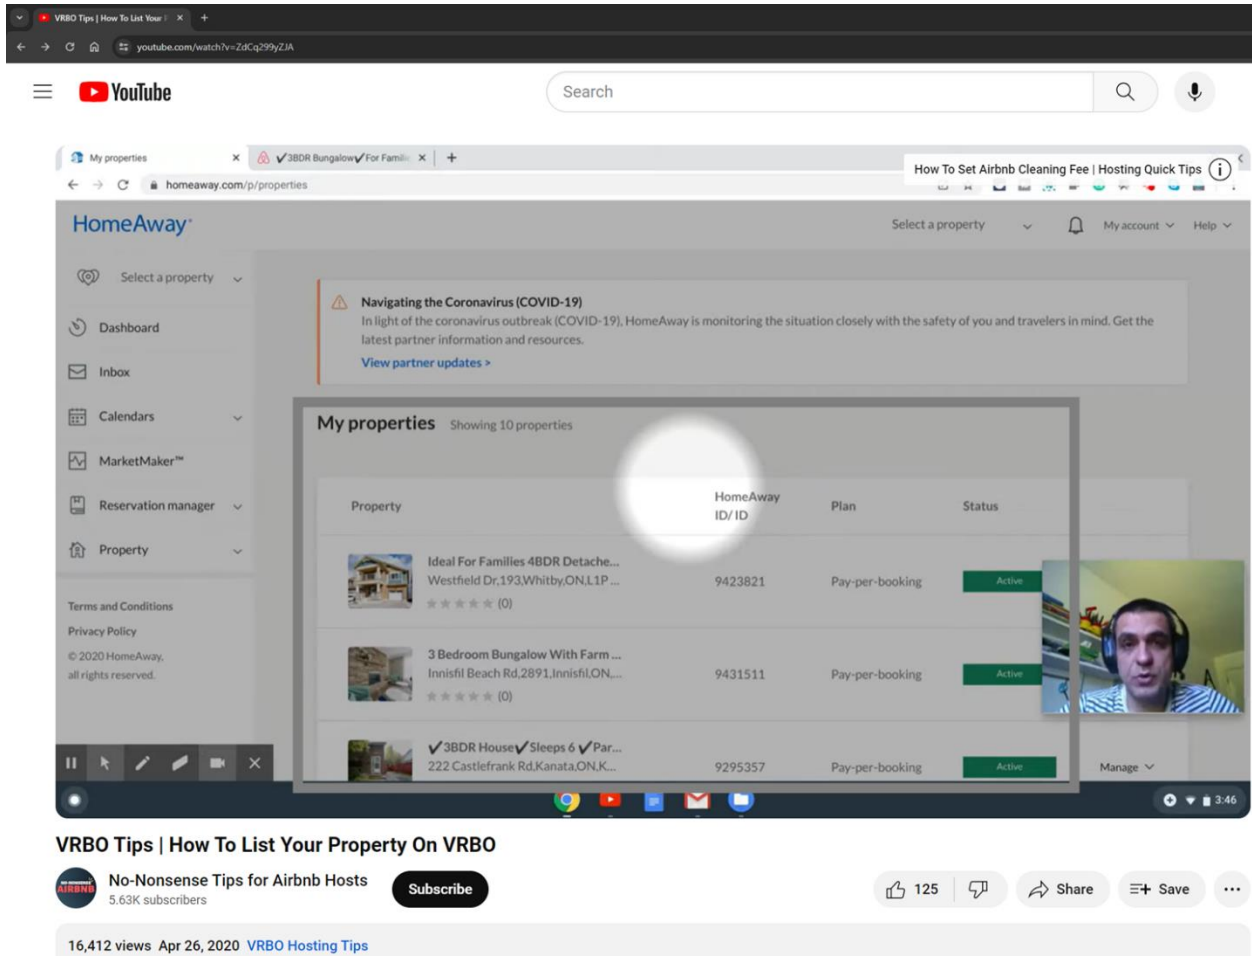 VRBO Tips | How To List Your P
youtube.com/watch?v=ZdCq299yZJA
YouTube
Search
My properties
✔3BDR Bungalow✔For Familie
homeaway.com/p/properties
How To Set Airbnb Cleaning Fee | Hosting Quick Tips
HomeAway
Select a property
My account
Help
Select a property
Dashboard
Inbox
Calendars
MarketMaker™
Reservation manager
Property
Terms and Conditions
Privacy Policy
© 2020 HomeAway,
all rights reserved.
Navigating the Coronavirus (COVID-19)
In light of the coronavirus outbreak (COVID-19), HomeAway is monitoring the situation closely with the safety of you and travelers in mind. Get the
latest partner information and resources.
View partner updates >
My properties Showing 10 properties
Property
HomeAway
ID/ ID
Plan
Status
Ideal For Families 4BDR Detache...
Westfield Dr,193,Whitby,ON,L1P ...
(0)
9423821
Pay-per-booking
Active
3 Bedroom Bungalow With Farm ...
Innisfil Beach Rd,2891,Innisfil,ON,...
(0)
9431511
Pay-per-booking
Active
✔3BDR House✔Sleeps 6 ✔Par...
222 Castlefrank Rd,Kanata,ON,K...
9295357
Pay-per-booking
Active
Manage
3:46
VRBO Tips | How To List Your Property On VRBO
AIRBNB
No-Nonsense Tips for Airbnb Hosts
5.63K subscribers
Subscribe
125
Share
Save
16,412 views Apr 26, 2020 VRBO Hosting Tips